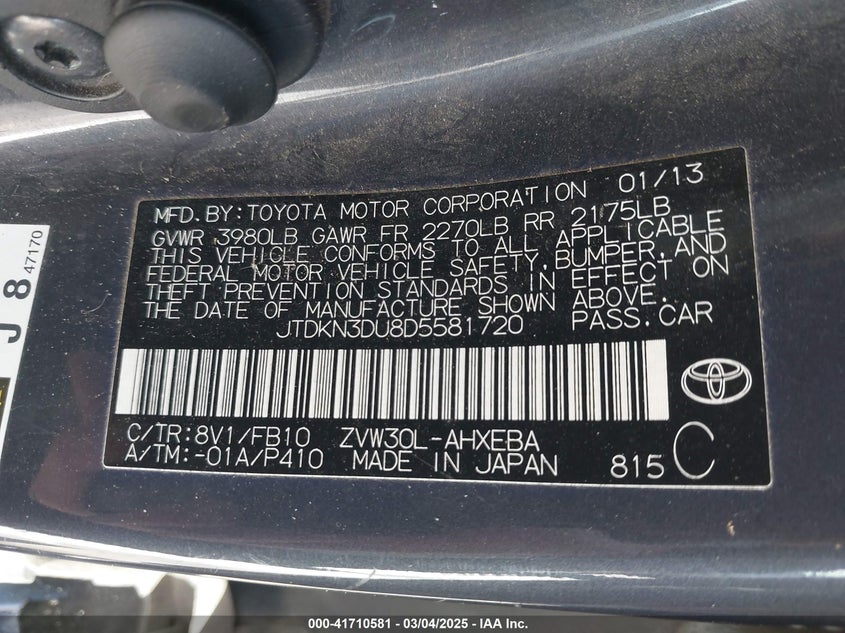 MFD. BY: TOYOTA MOTOR CORPORATION 01/13
GVWR 3980LB GAWR FR 2270LB RR 2175LB
THIS VEHICLE CONFORMS TO ALL APPLICABLE
FEDERAL MOTOR VEHICLE SAFETY, BUMPER, AND
THEFT PREVENTION STANDARDS IN EFFECT ON
THE DATE OF MANUFACTURE SHOWN ABOVE.
JTDKN3DU8D5581720 PASS.CAR
C/TR:8V1/FB10 ZVW30L-AHXEBA
A/TM:-01A/P410 MADE IN JAPAN 815 C
J 8 47170
000-41710581 | 03/04/2025 - IAA Inc.